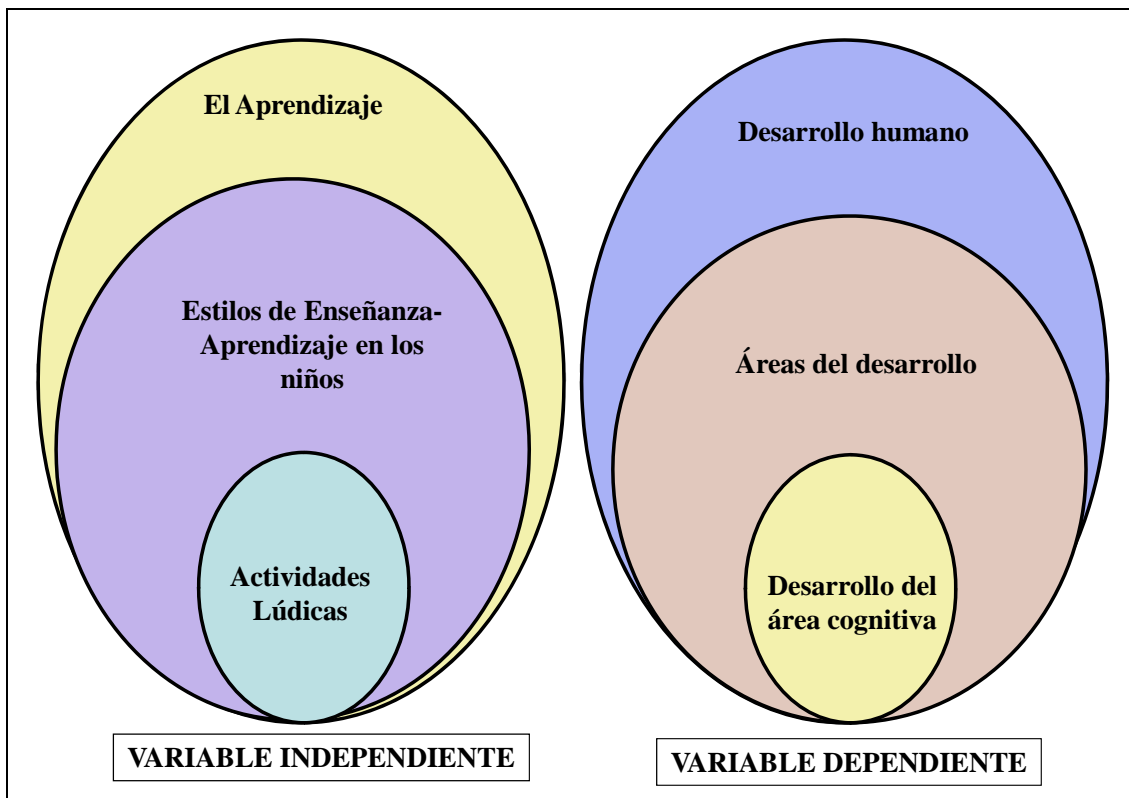 El Aprendizaje
Estilos de Enseñanza-
Aprendizaje en los
niños
Actividades
Lúdicas
VARIABLE INDEPENDIENTE
Desarrollo humano
Áreas del desarrollo
Desarrollo del
área cognitiva
VARIABLE DEPENDIENTE